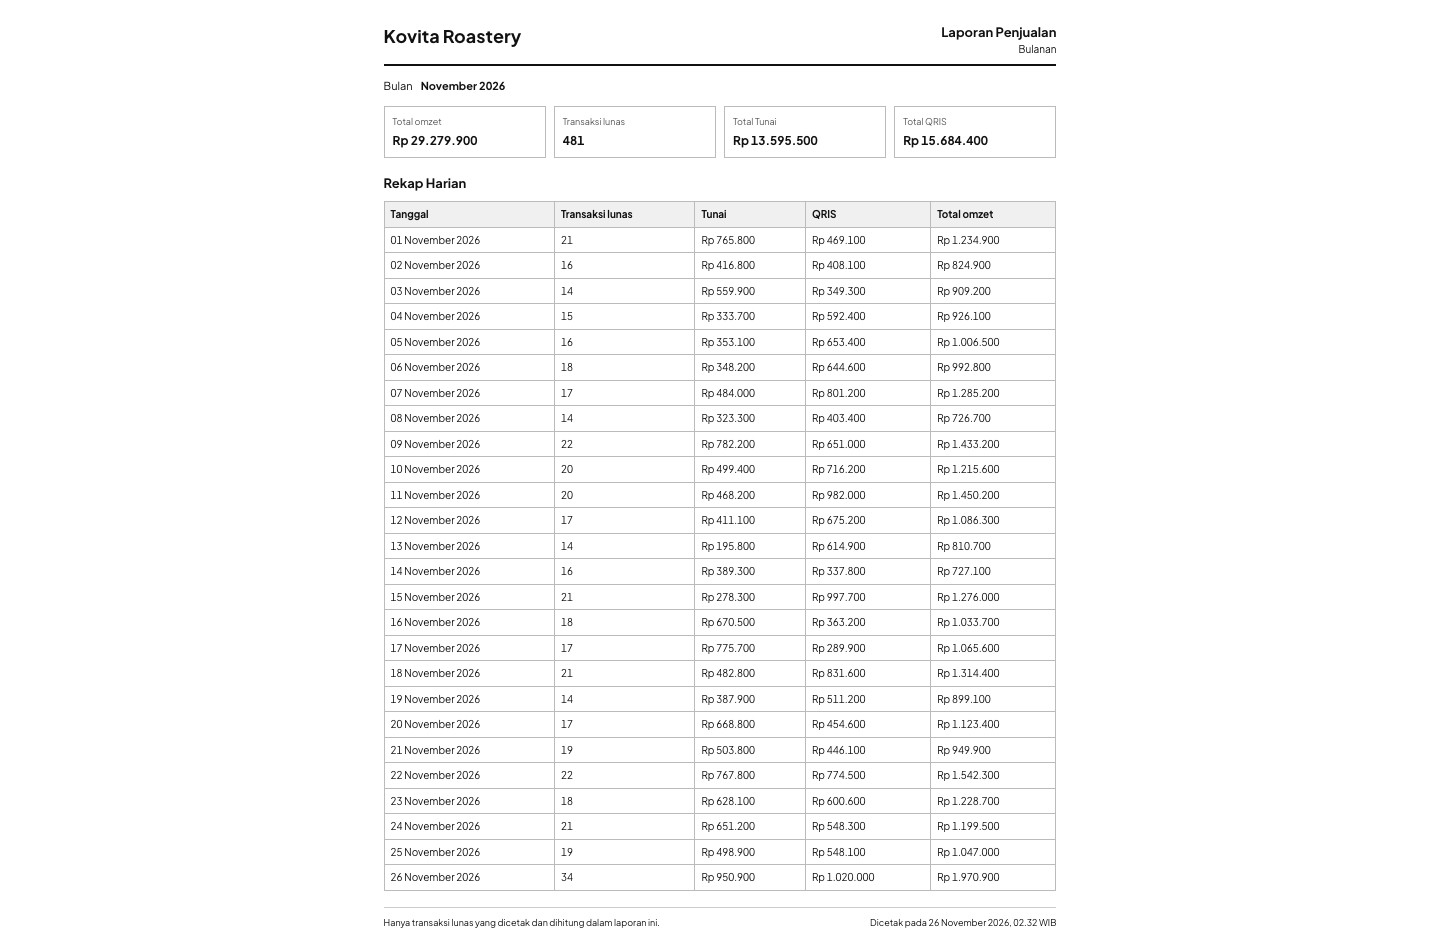 Kovita Roastery
Laporan Penjualan
Bulanan
Bulan November 2026
Total omzet
Rp 29.279.900
Transaksi lunas
481
Total Tunai
Rp 13.595.500
Total QRIS
Rp 15.684.400
Rekap Harian
Tanggal Transaksi lunas Tunai QRIS Total omzet
01 November 2026 21 Rp 765.800 Rp 469.100 Rp 1.234.900
02 November 2026 16 Rp 416.800 Rp 408.100 Rp 824.900
03 November 2026 14 Rp 559.900 Rp 349.300 Rp 909.200
04 November 2026 15 Rp 333.700 Rp 592.400 Rp 926.100
05 November 2026 16 Rp 353.100 Rp 653.400 Rp 1.006.500
06 November 2026 18 Rp 348.200 Rp 644.600 Rp 992.800
07 November 2026 17 Rp 484.000 Rp 801.200 Rp 1.285.200
08 November 2026 14 Rp 323.300 Rp 403.400 Rp 726.700
09 November 2026 22 Rp 782.200 Rp 651.000 Rp 1.433.200
10 November 2026 20 Rp 499.400 Rp 716.200 Rp 1.215.600
11 November 2026 20 Rp 468.200 Rp 982.000 Rp 1.450.200
12 November 2026 17 Rp 411.100 Rp 675.200 Rp 1.086.300
13 November 2026 14 Rp 195.800 Rp 614.900 Rp 810.700
14 November 2026 16 Rp 389.300 Rp 337.800 Rp 727.100
15 November 2026 21 Rp 278.300 Rp 997.700 Rp 1.276.000
16 November 2026 18 Rp 670.500 Rp 363.200 Rp 1.033.700
17 November 2026 17 Rp 775.700 Rp 289.900 Rp 1.065.600
18 November 2026 21 Rp 482.800 Rp 831.600 Rp 1.314.400
19 November 2026 14 Rp 387.900 Rp 511.200 Rp 899.100
20 November 2026 17 Rp 668.800 Rp 454.600 Rp 1.123.400
21 November 2026 19 Rp 503.800 Rp 446.100 Rp 949.900
22 November 2026 22 Rp 767.800 Rp 774.500 Rp 1.542.300
23 November 2026 18 Rp 628.100 Rp 600.600 Rp 1.228.700
24 November 2026 21 Rp 651.200 Rp 548.300 Rp 1.199.500
25 November 2026 19 Rp 498.900 Rp 548.100 Rp 1.047.000
26 November 2026 34 Rp 950.900 Rp 1.020.000 Rp 1.970.900
Hanya transaksi lunas yang dicetak dan dihitung dalam laporan ini.
Dicetak pada 26 November 2026, 02.32 WIB